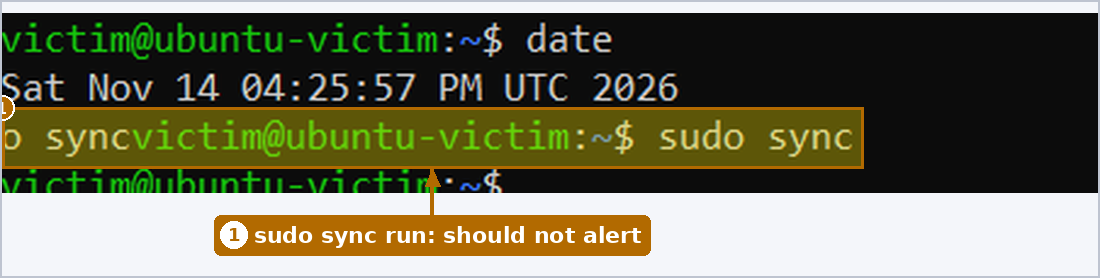 victim@ubuntu-victim:~$ date
Sat Nov 14 04:25:57 PM UTC 2026
1
o syncvictim@ubuntu-victim:~$ sudo sync
victim@ubuntu-victim:~$
1 sudo sync run: should not alert